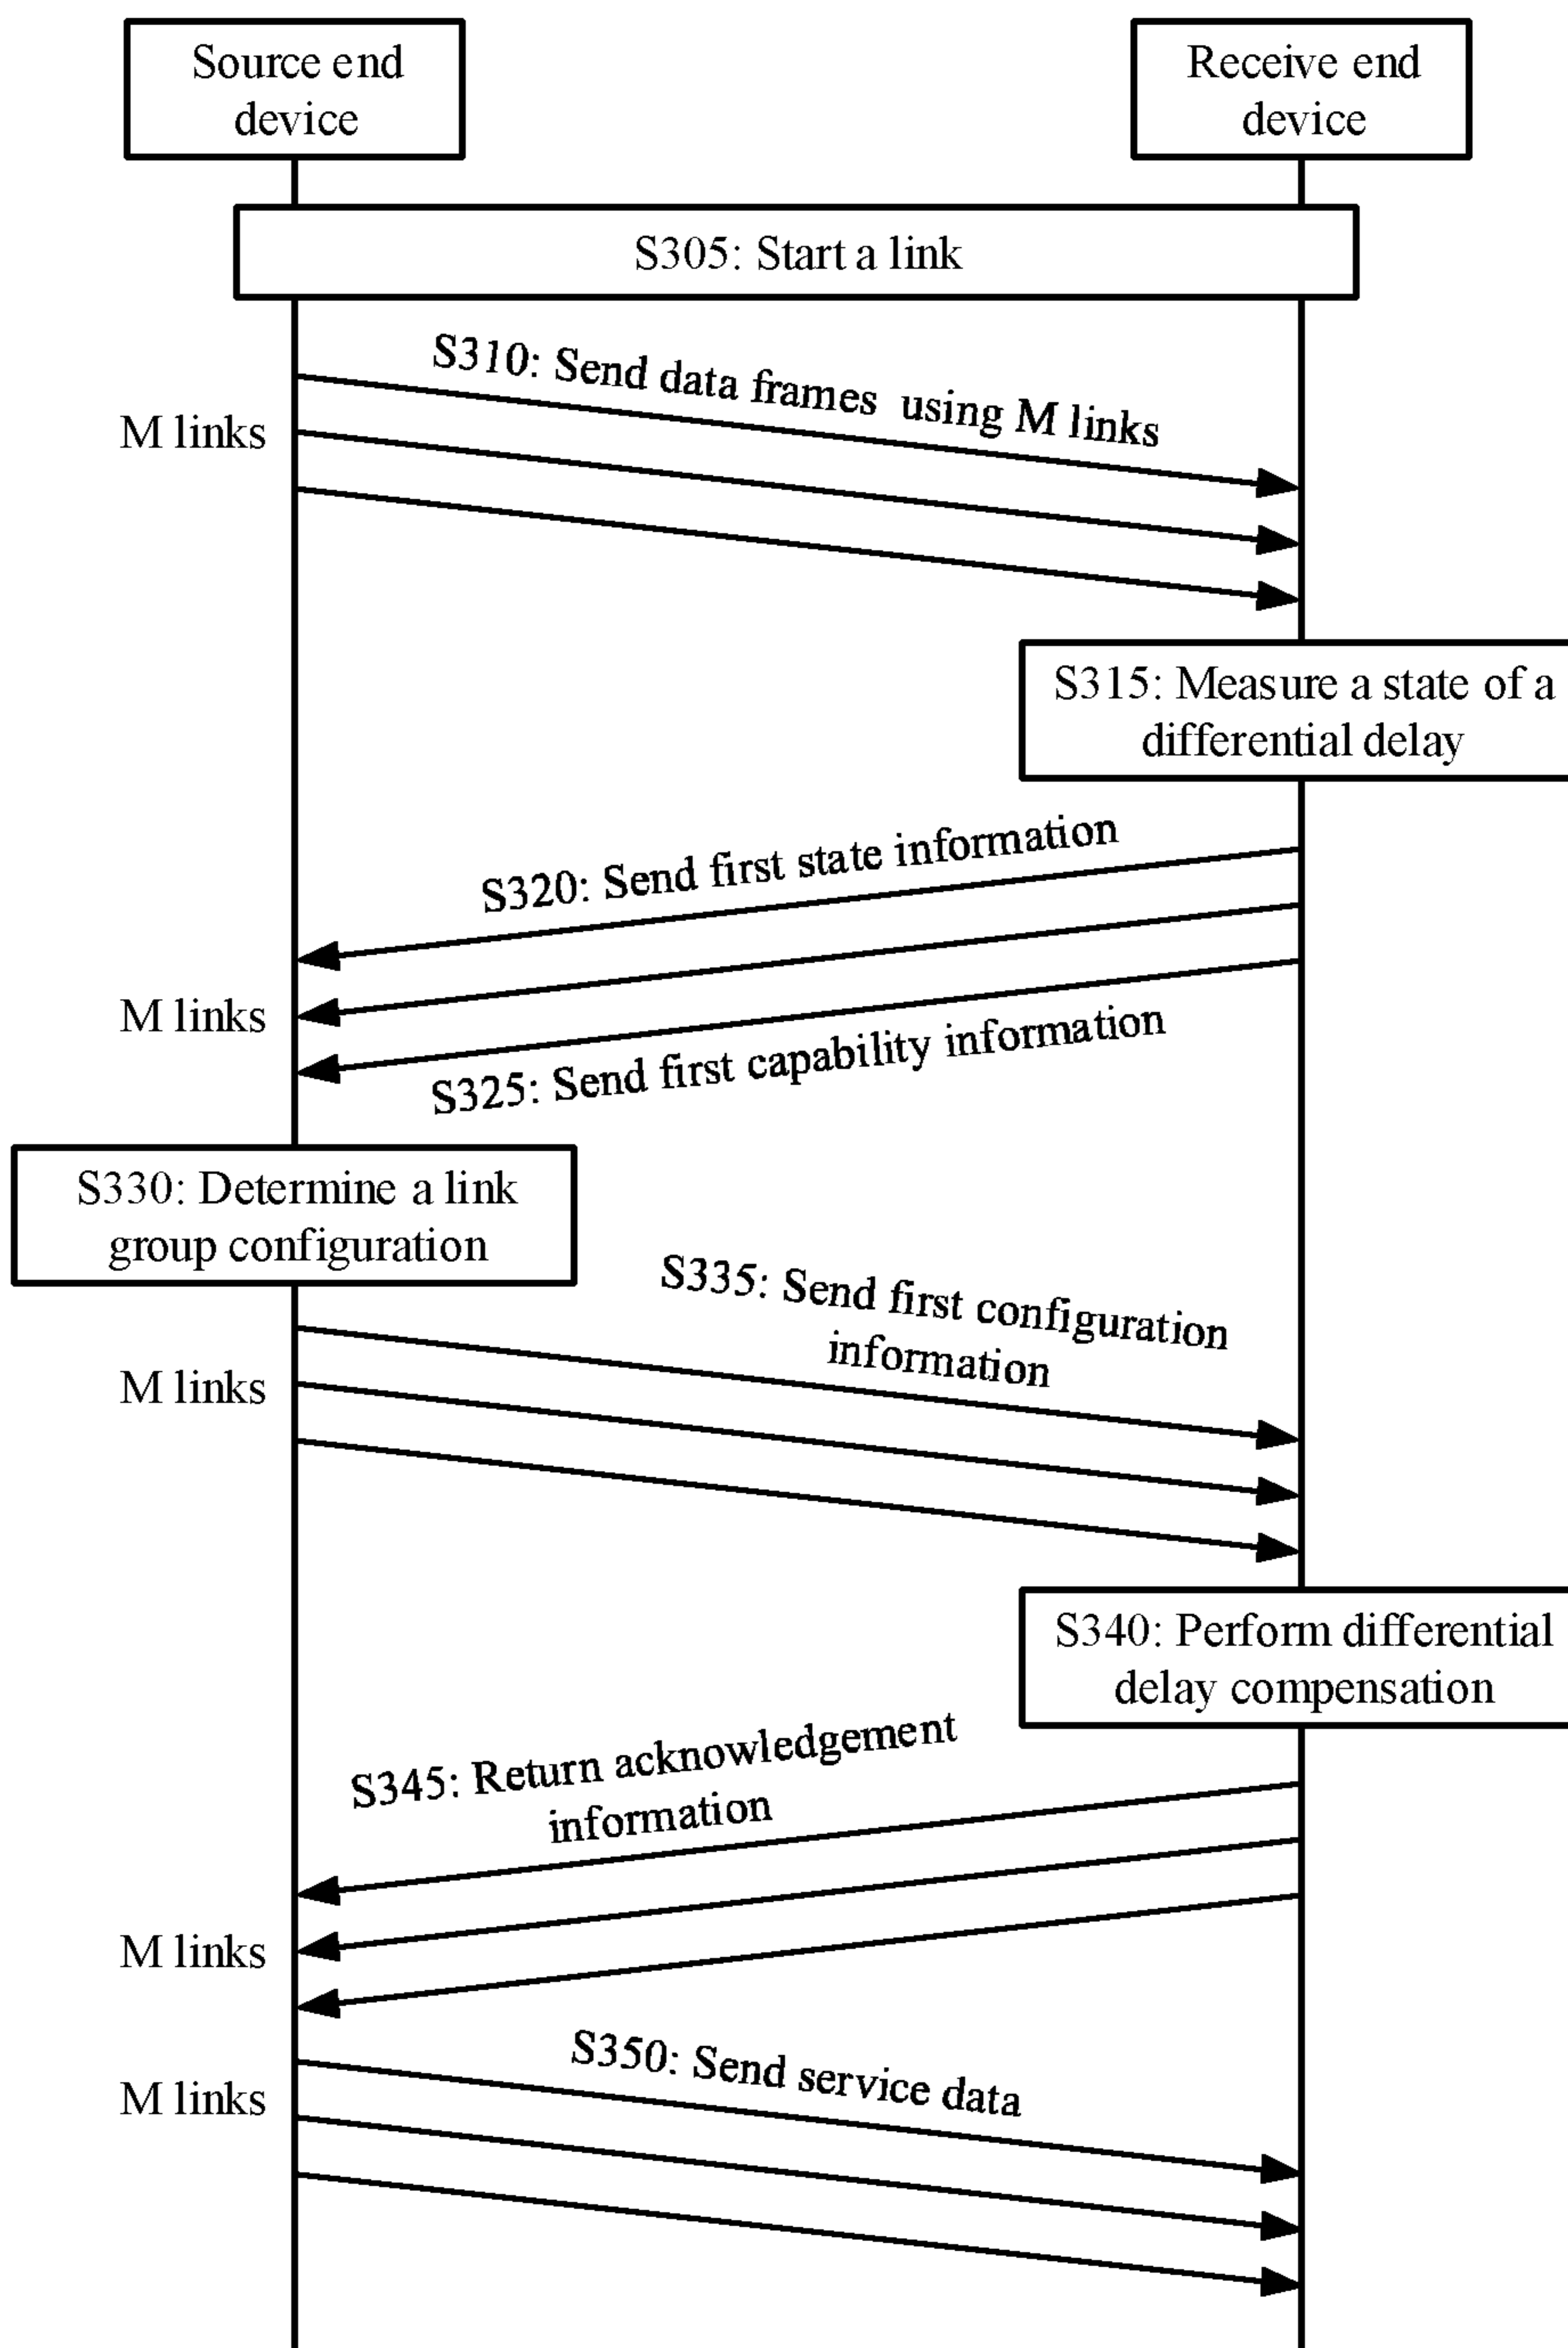 Source end
device
Receive end
device
S305: Start a link
S310: Send data frames using M links
M links
S315: Measure a state of a
differential delay
S320: Send first state information
M links
S325: Send first capability information
S330: Determine a link
group configuration
S335: Send first configuration
information
M links
S340: Perform differential
delay compensation
S345: Return acknowledgement
information
M links
S350: Send service data
M links